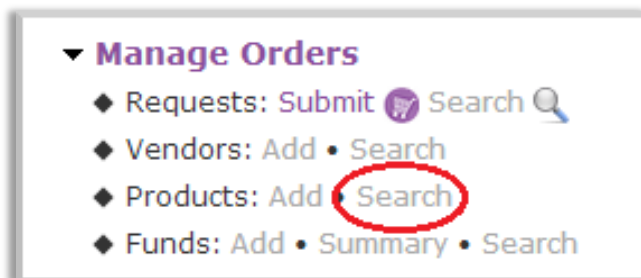 Manage Orders
Requests: Submit Search
Vendors: Add • Search
Products: Add • Search
Funds: Add • Summary • Search